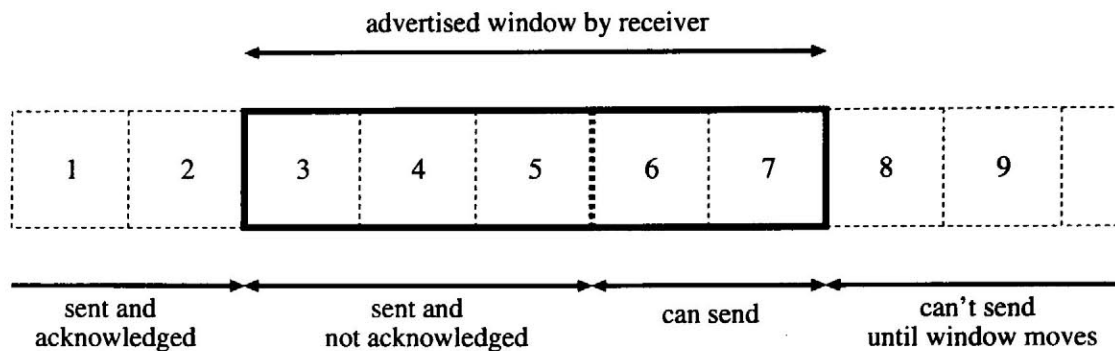 advertised window by receiver
1 2 3 4 5 6 7 8 9
sent and sent and can send can't send
acknowledged not acknowledged until window moves